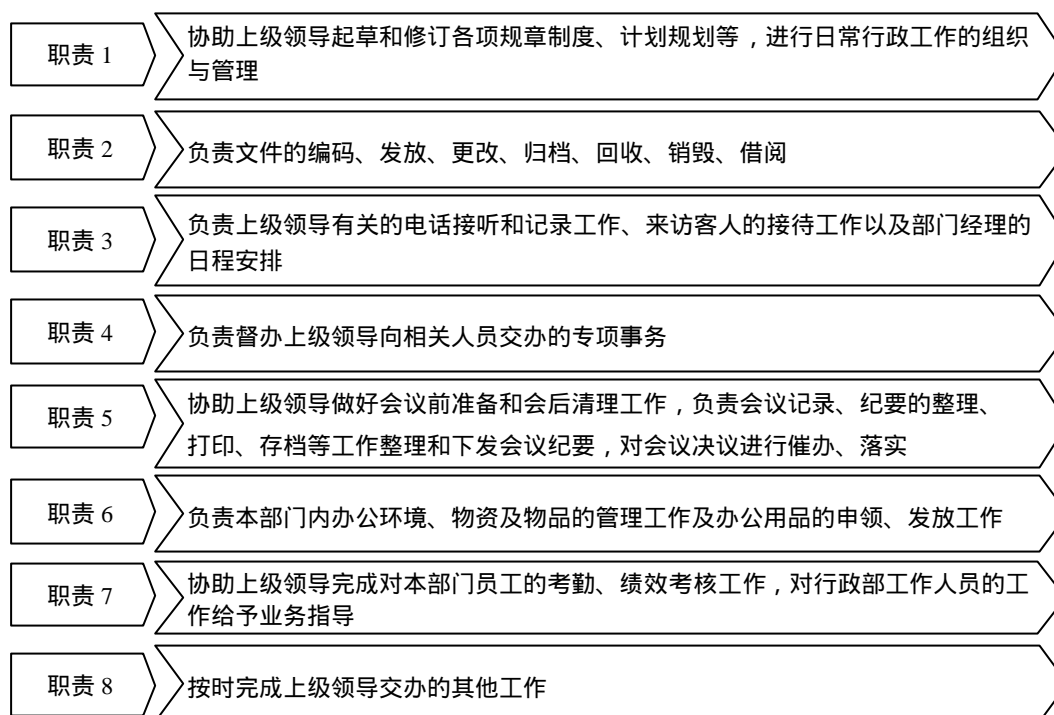 职责 1
协助上级领导起草和修订各项规章制度、计划规划等，进行日常行政工作的组织
与管理
职责 2
负责文件的编码、发放、更改、归档、回收、销毁、借阅
职责 3
负责上级领导有关的电话接听和记录工作、来访客人的接待工作以及部门经理的
日程安排
职责 4
负责督办上级领导向相关人员交办的专项事务
职责 5
协助上级领导做好会议前准备和会后清理工作，负责会议记录、纪要的整理、
打印、存档等工作整理和下发会议纪要，对会议决议进行催办、落实
职责 6
负责本部门内办公环境、物资及物品的管理工作及办公用品的申领、发放工作
职责 7
协助上级领导完成对本部门员工的考勤、绩效考核工作，对行政部工作人员的工
作给予业务指导
职责 8
按时完成上级领导交办的其他工作